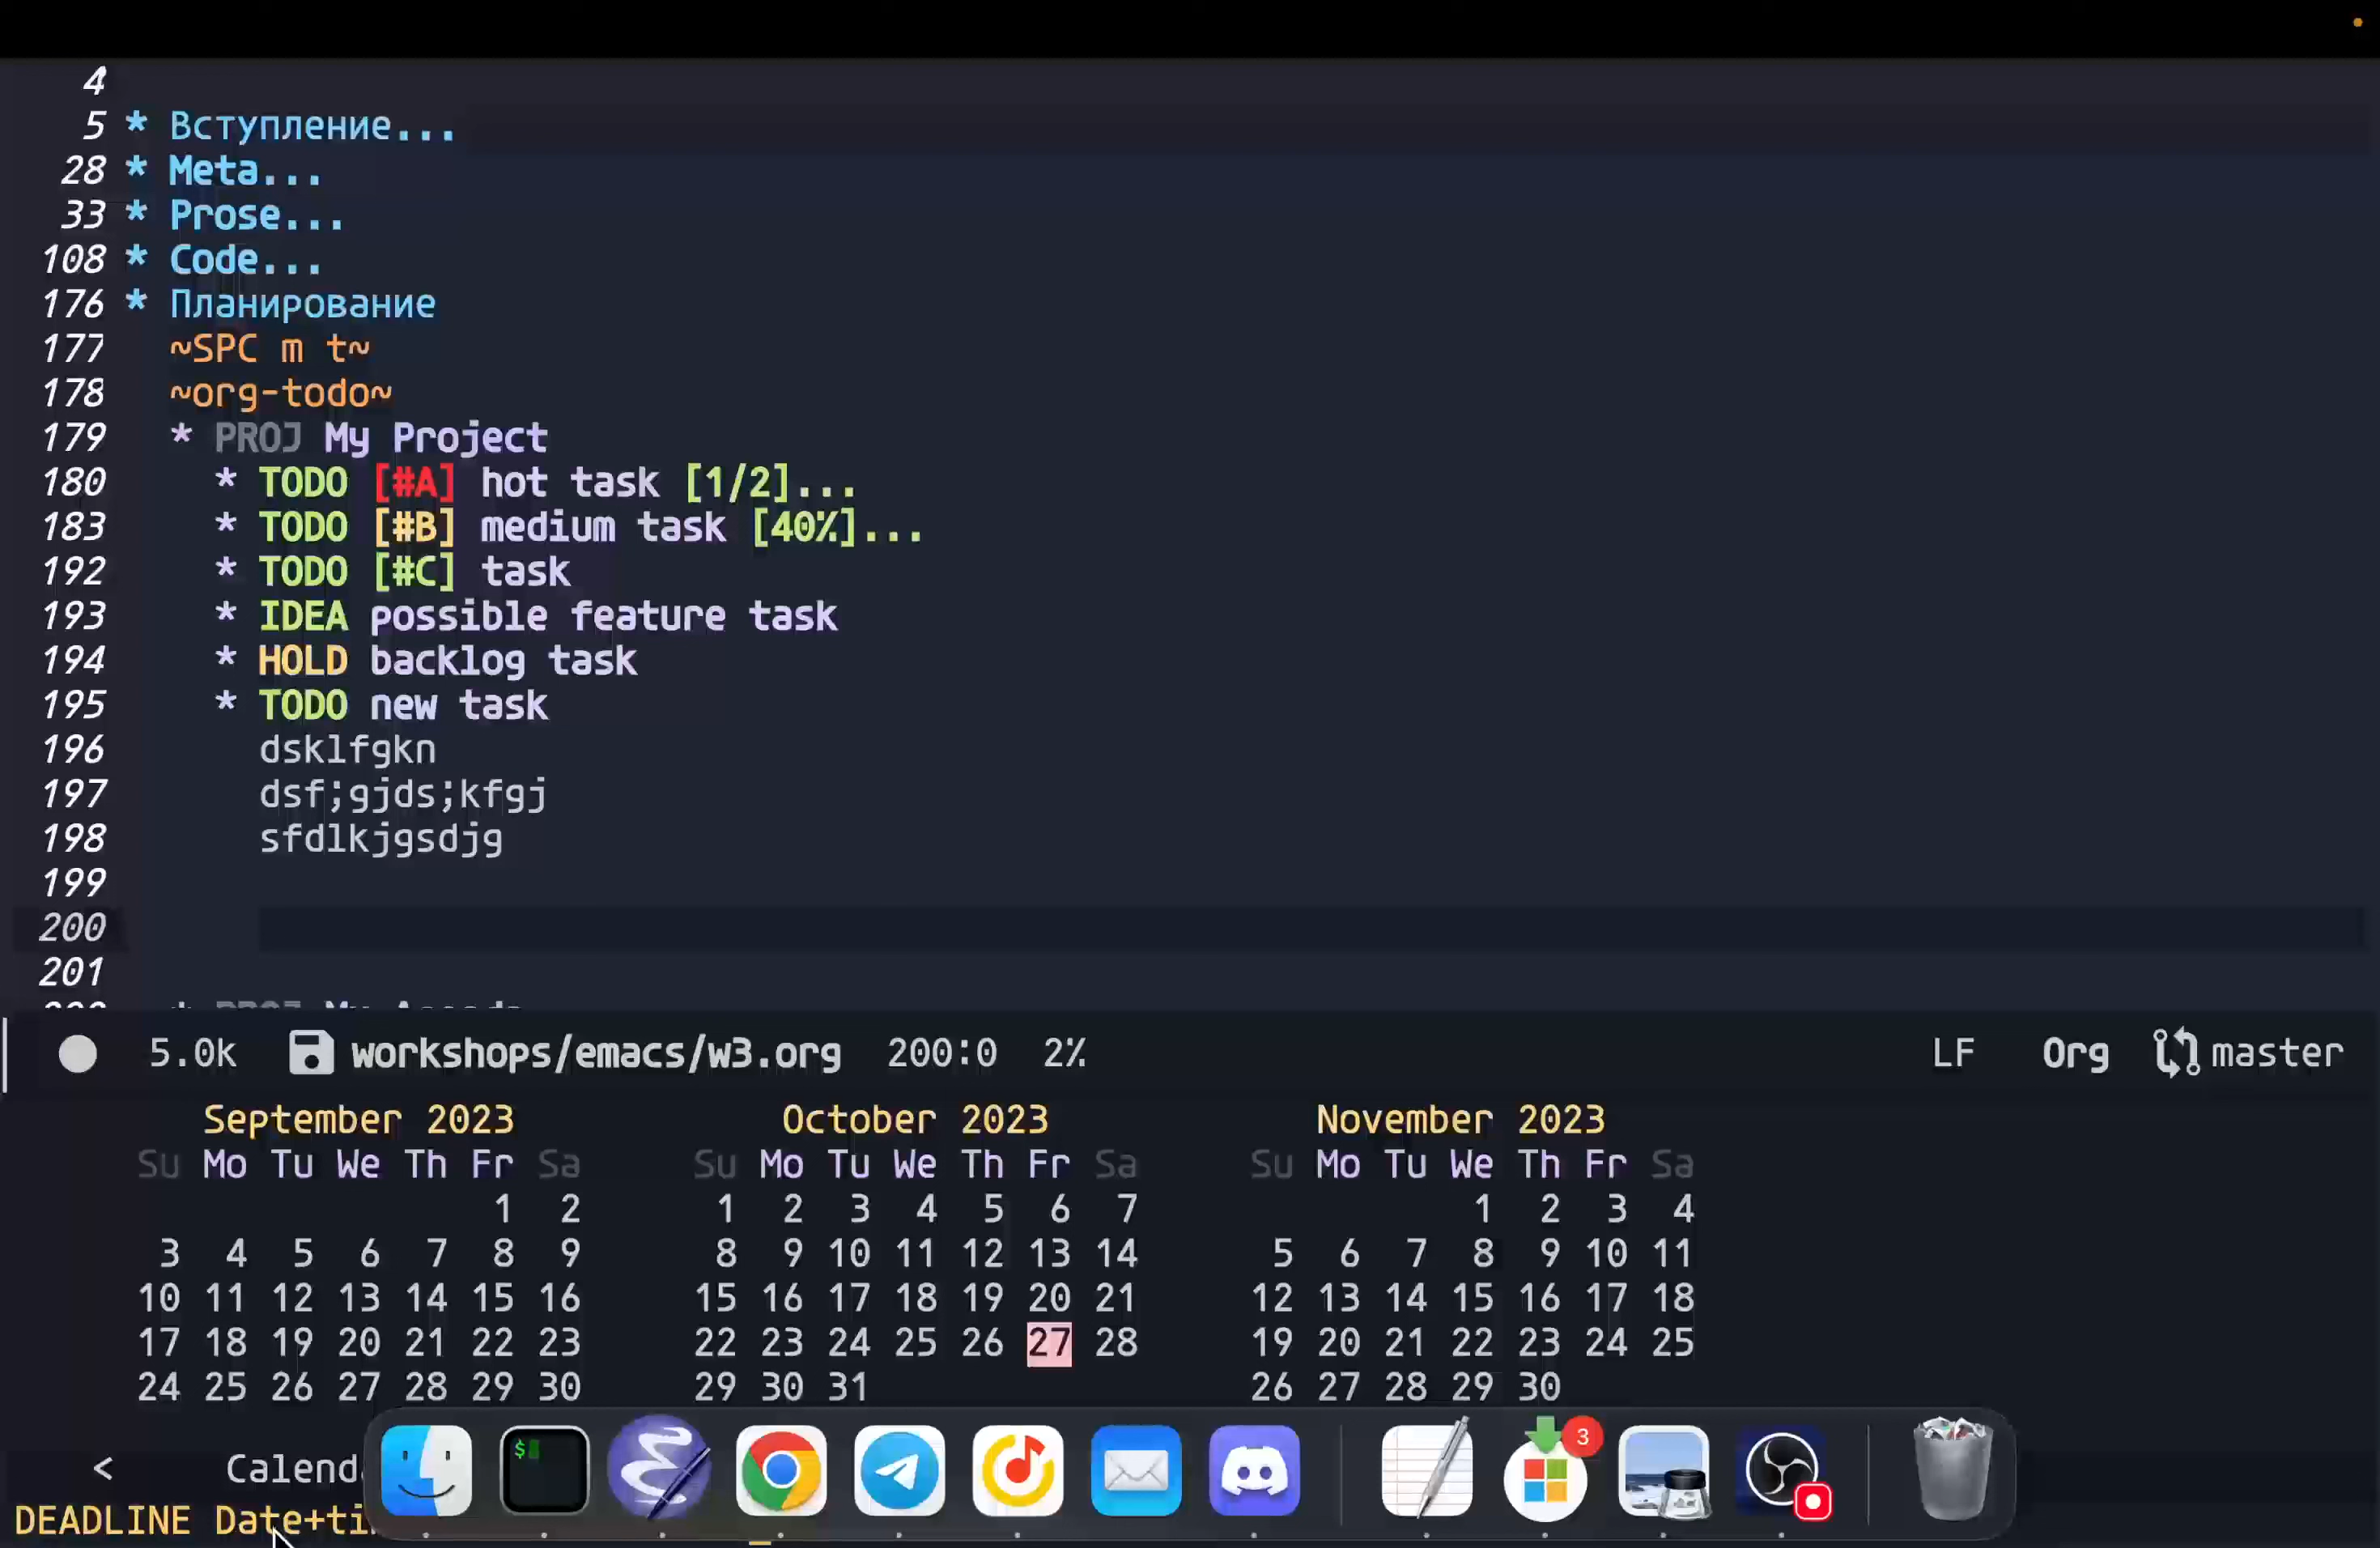 4
5 * Вступление...
28 * Meta...
33 * Prose...
108 * Code...
176 * Планирование
177 ~SPC m t~
178 ~org-todo~
179 * PROJ My Project
180 * TODO [#A] hot task [1/2]...
183 * TODO [#B] medium task [40%]...
192 * TODO [#C] task
193 * IDEA possible feature task
194 * HOLD backlog task
195 * TODO new task
196 dsklfgkn
197 dsf;gjds;kfgj
198 sfdlkjgsdjg
199
200
201
5.0k workshops/emacs/w3.org 200:0 2% LF Org master
September 2023 October 2023 November 2023
Su Mo Tu We Th Fr Sa Su Mo Tu We Th Fr Sa Su Mo Tu We Th Fr Sa
1 2 1 2 3 4 5 6 7 1 2 3 4
3 4 5 6 7 8 9 8 9 10 11 12 13 14 5 6 7 8 9 10 11
10 11 12 13 14 15 16 15 16 17 18 19 20 21 12 13 14 15 16 17 18
17 18 19 20 21 22 23 22 23 24 25 26 27 28 19 20 21 22 23 24 25
24 25 26 27 28 29 30 29 30 31 26 27 28 29 30
3
$
< Calend
DEADLINE Date+ti